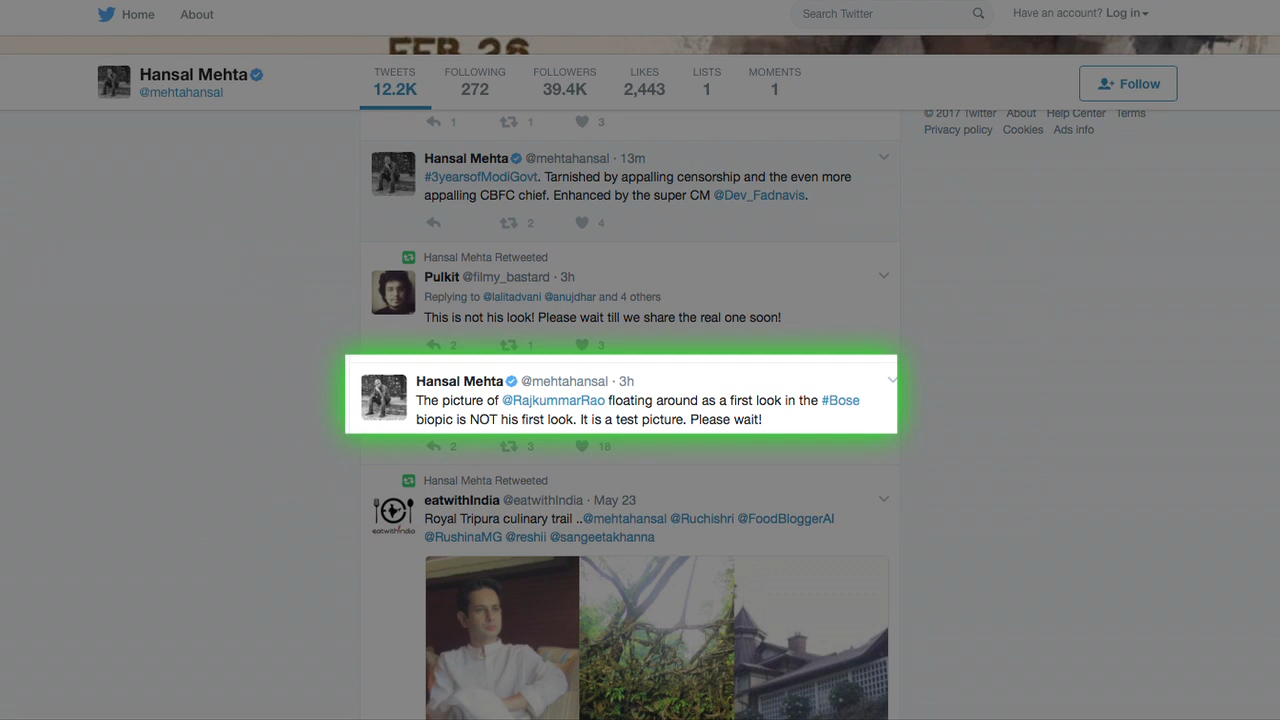 Home About Search Twitter Have an account? Log in
FEB 26
Hansal Mehta
@mehtahansal
TWEETS FOLLOWING FOLLOWERS LIKES LISTS MOMENTS
12.2K 272 39.4K 2,443 1 1
Follow
© 2017 Twitter About Help Center Terms
Privacy policy Cookies Ads info
1 1 3
Hansal Mehta @mehtahansal · 13m
#3yearsofModiGovt. Tarnished by appalling censorship and the even more
appalling CBFC chief. Enhanced by the super CM @Dev_Fadnavis.
2 4
Hansal Mehta Retweeted
Pulkit @filmy_bastard · 3h
Replying to @lalitadvani @anujdhar and 4 others
This is not his look! Please wait till we share the real one soon!
2 1 3
Hansal Mehta @mehtahansal · 3h
The picture of @RajkummarRao floating around as a first look in the #Bose
biopic is NOT his first look. It is a test picture. Please wait!
2 3 18
Hansal Mehta Retweeted
eatwithIndia @eatwithIndia · May 23
Royal Tripura culinary trail ..@mehtahansal @Ruchishri @FoodBloggerAI
@RushinaMG @reshii @sangeetakhanna
eatwithindia